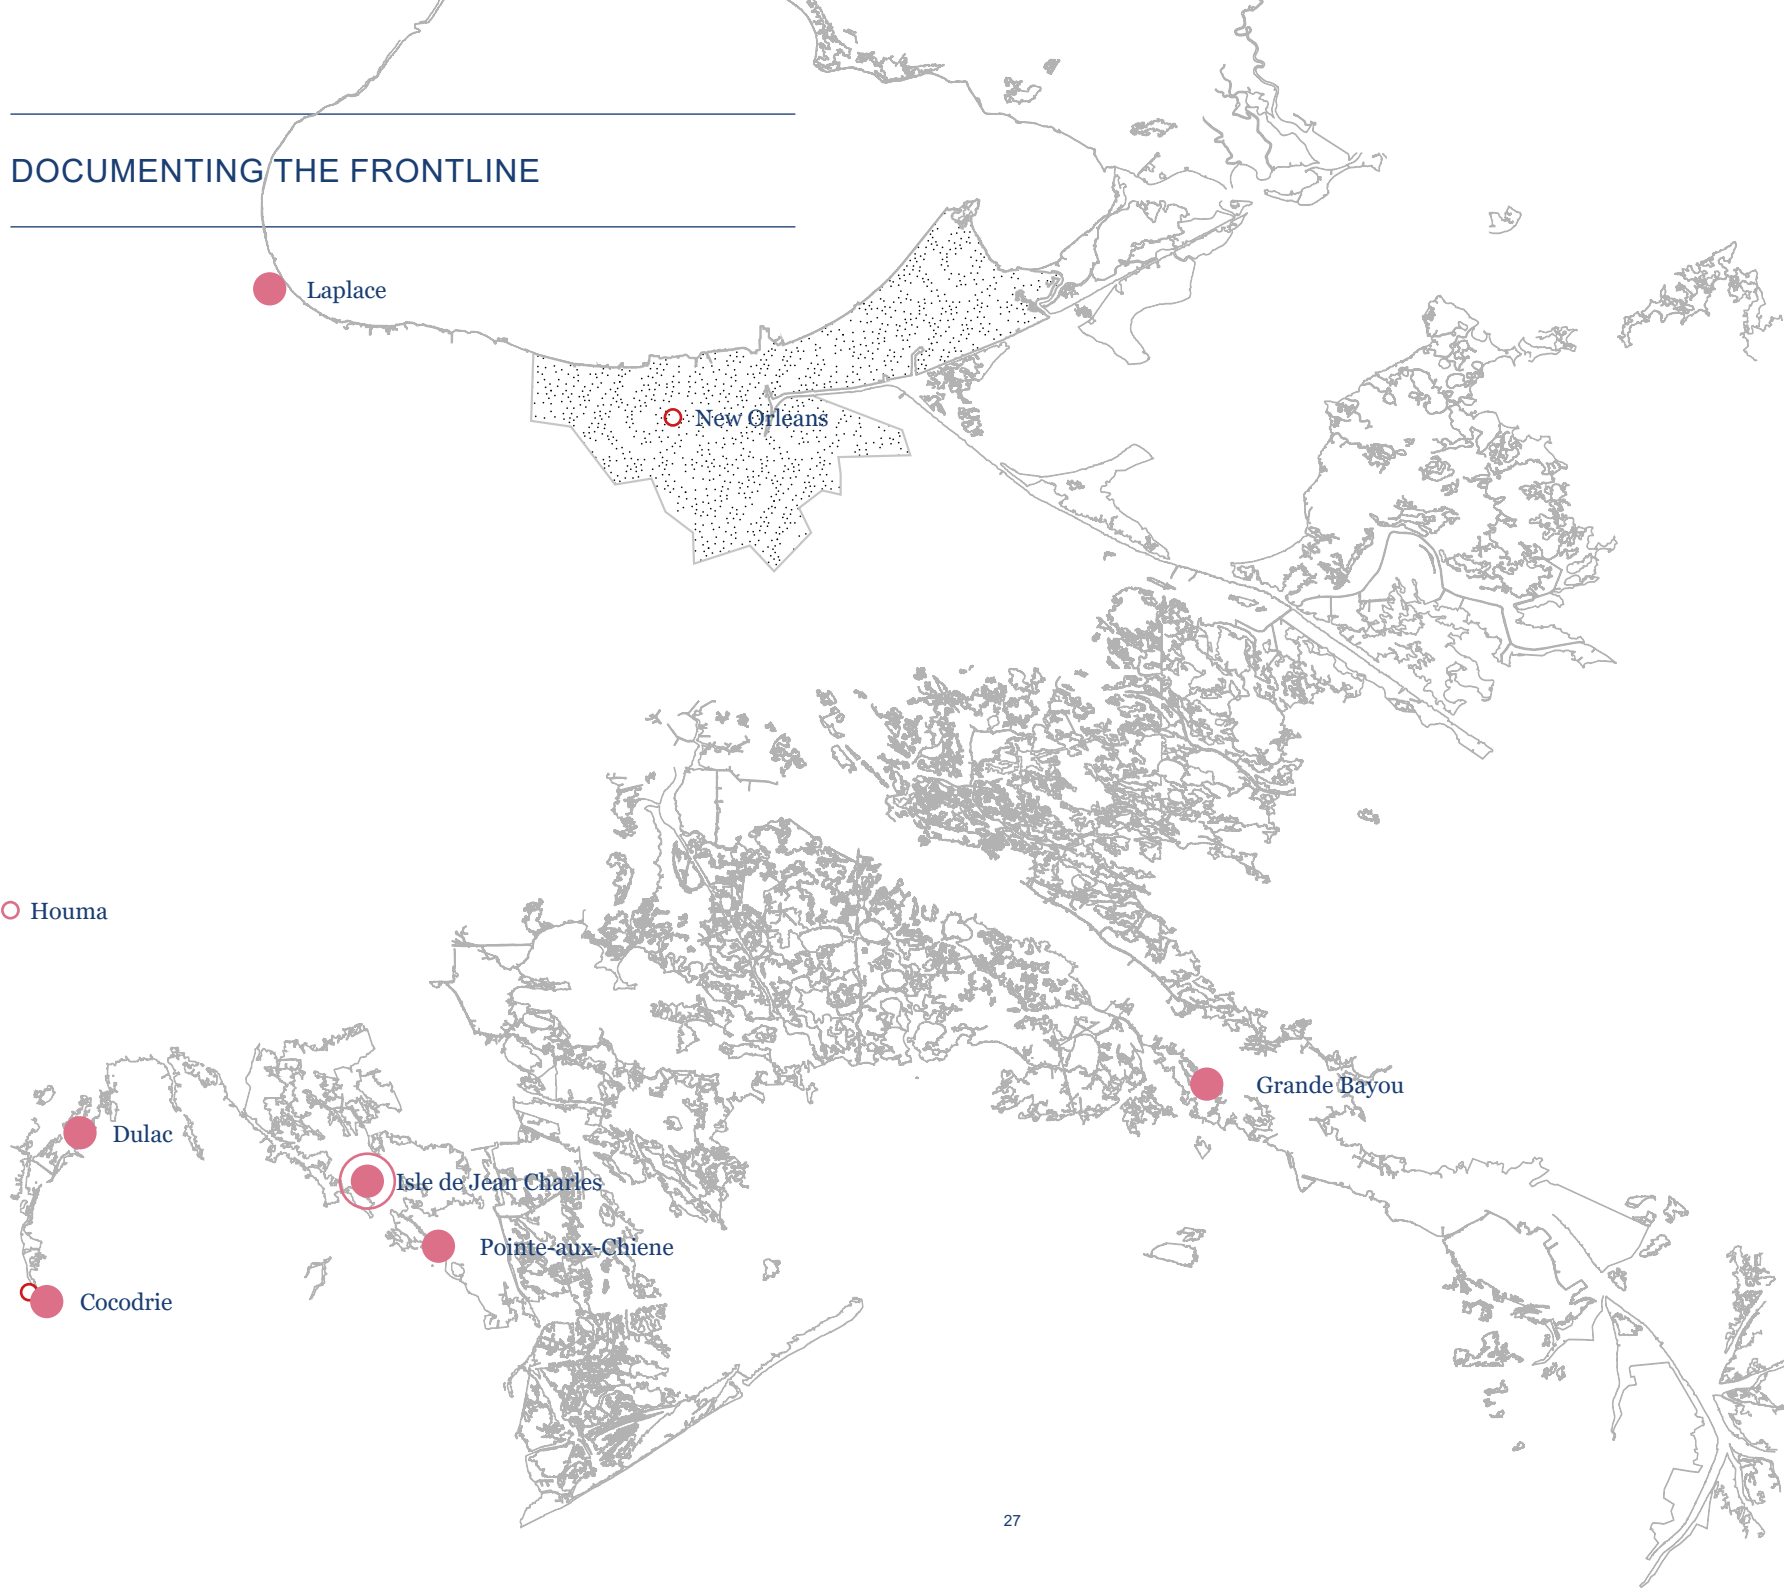 DOCUMENTING THE FRONTLINE
Laplace
New Orleans
Houma
Grande Bayou
Dulac
Isle de Jean Charles
Pointe-aux-Chiene
Cocodrie
27